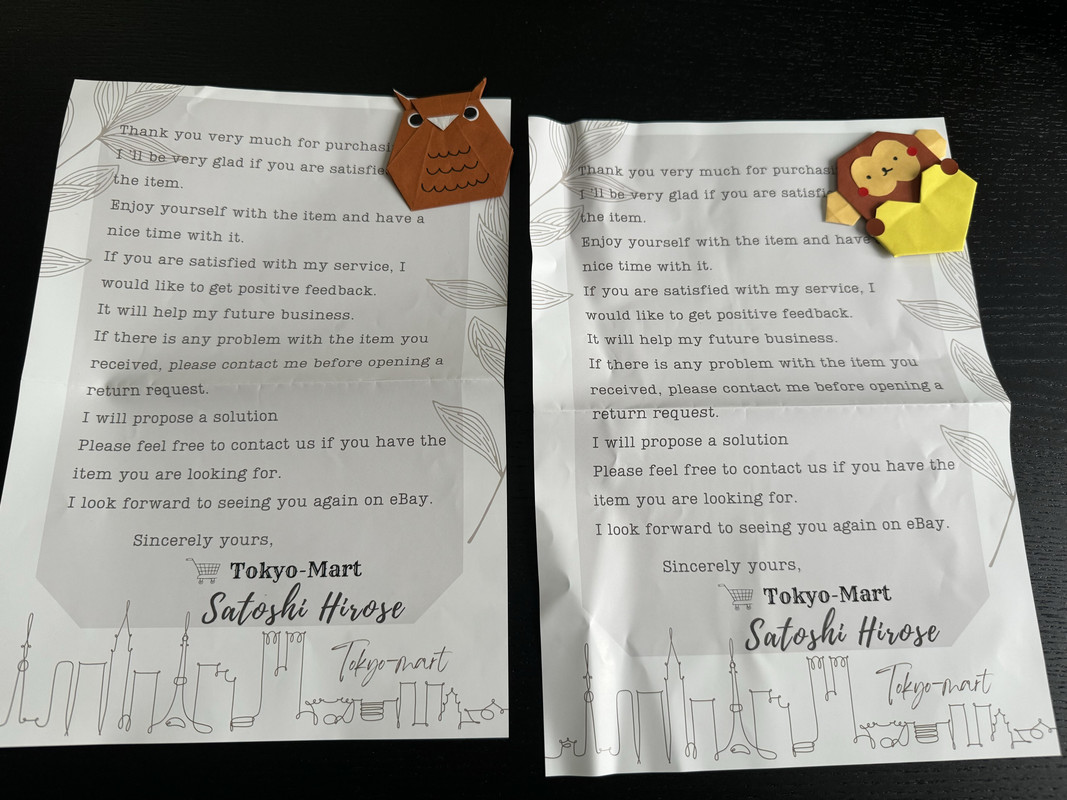 Thank you very much for purchasi
I 'll be very glad if you are satisfie
the item.
Enjoy yourself with the item and have a
nice time with it.
If you are satisfied with my service, I
would like to get positive feedback.
It will help my future business.
If there is any problem with the item you
received, please contact me before opening a
return request.
I will propose a solution
Please feel free to contact us if you have the
item you are looking for.
I look forward to seeing you again on eBay.
Sincerely yours,
Tokyo-Mart
Satoshi Hirose
Tokyo-mart
Thank you very much for purchasi
I 'll be very glad if you are satisfi
the item.
Enjoy yourself with the item and have
nice time with it.
If you are satisfied with my service, I
would like to get positive feedback.
It will help my future business.
If there is any problem with the item you
received, please contact me before opening a
return request.
I will propose a solution
Please feel free to contact us if you have the
item you are looking for.
I look forward to seeing you again on eBay.
Sincerely yours,
Tokyo-Mart
Satoshi Hirose
Tokyo-mart